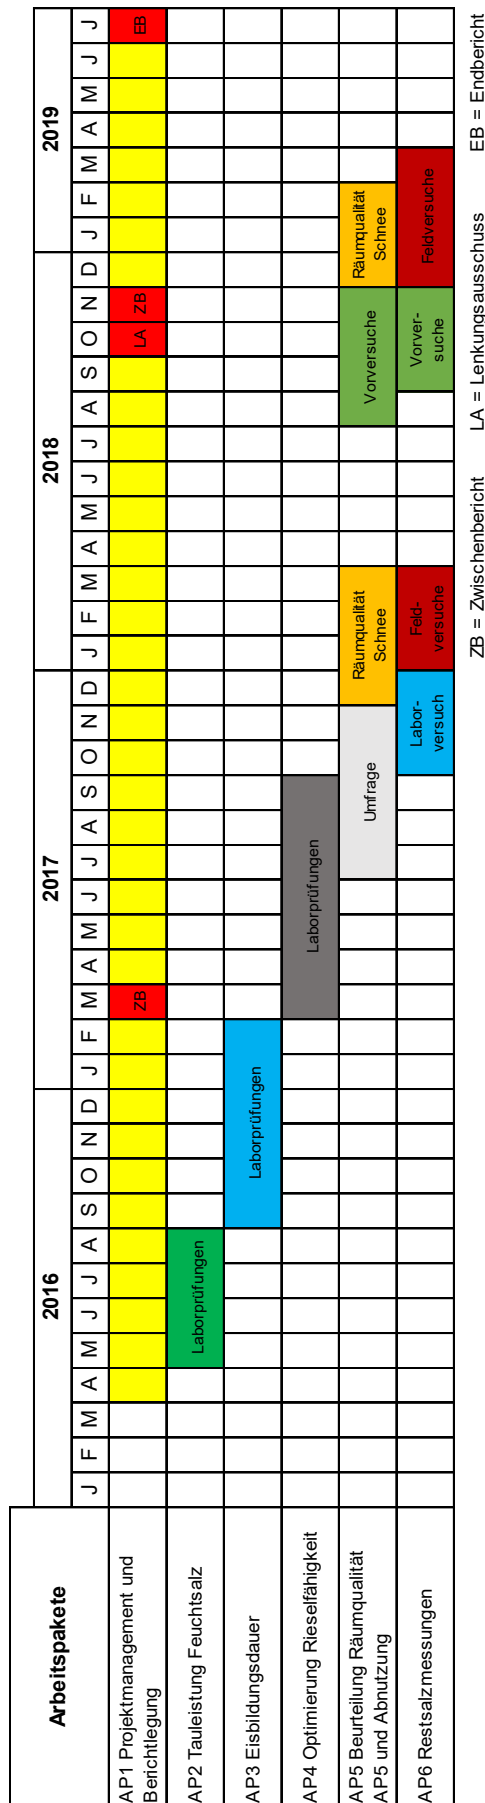 Arbeitspakete 2016 2017 2018 2019
J F M A M J J A S O N D J F M A M J J A S O N D J F M A M J J A S O N D J F M A M J J
AP1 Projektmanagement und
Berichtlegung
ZB LA ZB EB
AP2 Tauleistung Feuchtsalz
Laborprüfungen
AP3 Eisbildungsdauer
Laborprüfungen
AP4 Optimierung Rieselfähigkeit
Laborprüfungen
AP5 Beurteilung Räumqualität
AP5 und Abnutzung
Umfrage
Räumqualität
Schnee
Vorversuche
Räumqualität
Schnee
AP6 Restsalzmessungen
Labor-
versuch
Feld-
versuche
Vorver-
suche
Feldversuche
ZB = Zwischenbericht LA = Lenkungsausschuss EB = Endbericht